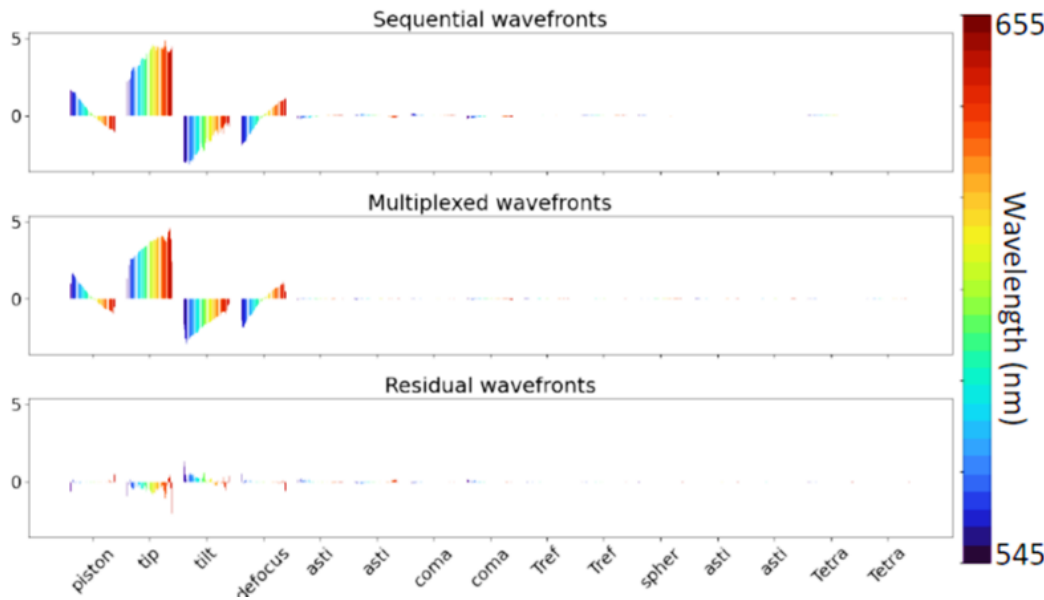 Sequential wavefronts
5
0
Multiplexed wavefronts
5
0
Residual wavefronts
5
0
piston
tip
tilt
defocus
asti
asti
coma
coma
Tref
Tref
spher
asti
asti
Tetra
Tetra
655
Wavelength (nm)
545